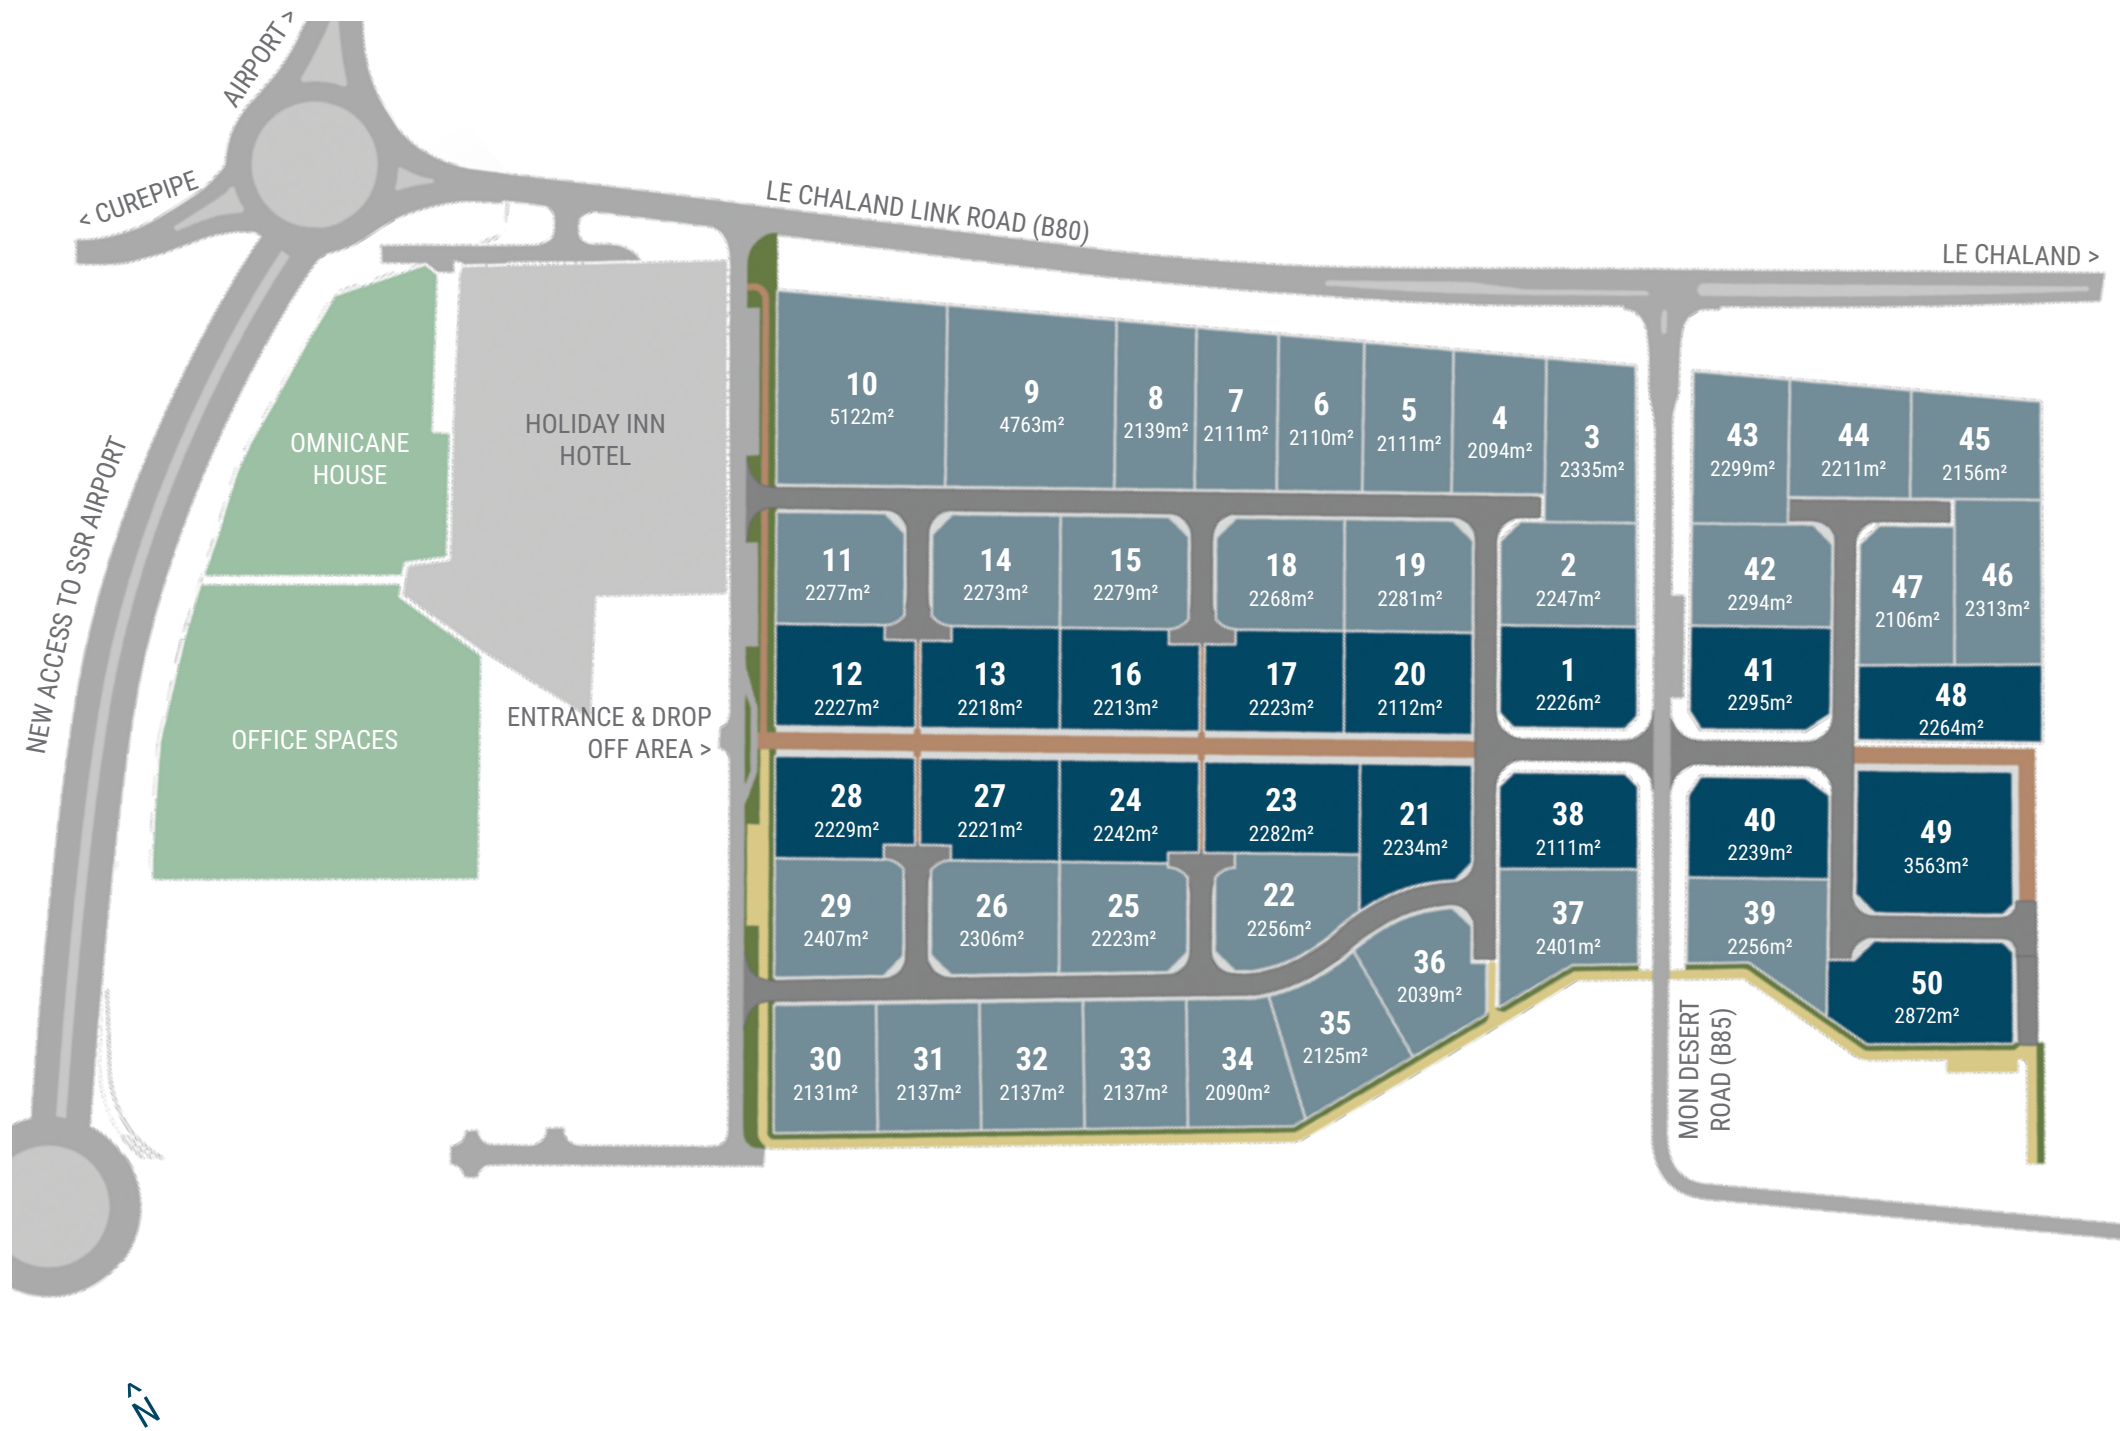 AIRPORT >
< CUREPIPE
LE CHALAND LINK ROAD (B80)
LE CHALAND >
NEW ACCESS TO SSR AIRPORT
OMNICANE
HOUSE
HOLIDAY INN
HOTEL
OFFICE SPACES
ENTRANCE & DROP
OFF AREA >
10
5122m²
9
4763m²
8
2139m²
7
2111m²
6
2110m²
5
2111m²
4
2094m²
3
2335m²
43
2299m²
44
2211m²
45
2156m²
11
2277m²
14
2273m²
15
2279m²
18
2268m²
19
2281m²
2
2247m²
42
2294m²
47
2106m²
46
2313m²
12
2227m²
13
2218m²
16
2213m²
17
2223m²
20
2112m²
1
2226m²
41
2295m²
48
2264m²
28
2229m²
27
2221m²
24
2242m²
23
2282m²
21
2234m²
38
2111m²
40
2239m²
49
3563m²
29
2407m²
26
2306m²
25
2223m²
22
2256m²
36
2039m²
37
2401m²
39
2256m²
50
2872m²
30
2131m²
31
2137m²
32
2137m²
33
2137m²
34
2090m²
35
2125m²
MON DESERT
ROAD (B85)
N